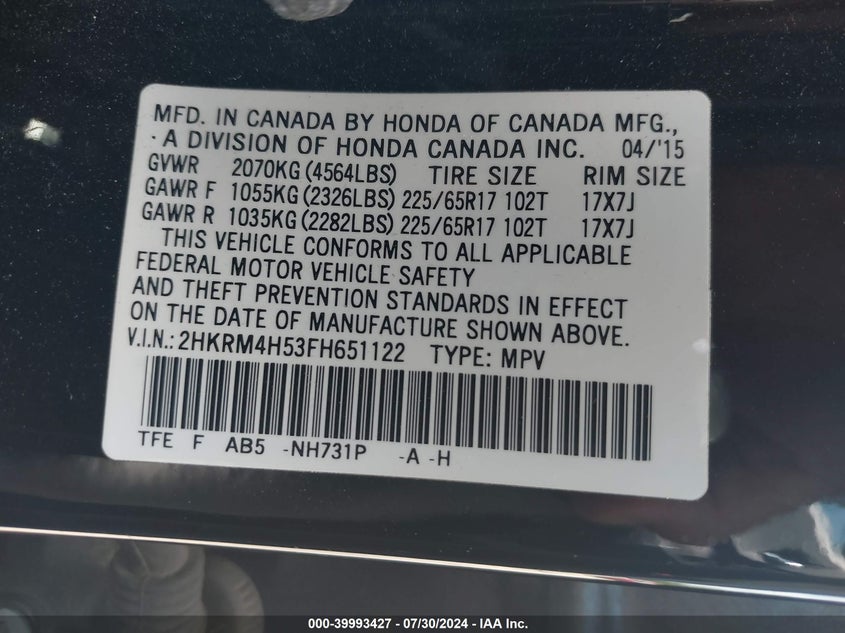 MFD. IN CANADA BY HONDA OF CANADA MFG.,
A DIVISION OF HONDA CANADA INC. 04/'15
GVWR 2070KG (4564LBS) TIRE SIZE RIM SIZE
GAWR F 1055KG (2326LBS) 225/65R17 102T 17X7J
GAWR R 1035KG (2282LBS) 225/65R17 102T 17X7J
THIS VEHICLE CONFORMS TO ALL APPLICABLE
FEDERAL MOTOR VEHICLE SAFETY
AND THEFT PREVENTION STANDARDS IN EFFECT
ON THE DATE OF MANUFACTURE SHOWN ABOVE.
V.I.N.: 2HKRM4H53FH651122 TYPE: MPV
TFE F AB5 -NH731P -A -H
000-39993427 - 07/30/2024 - IAA Inc.